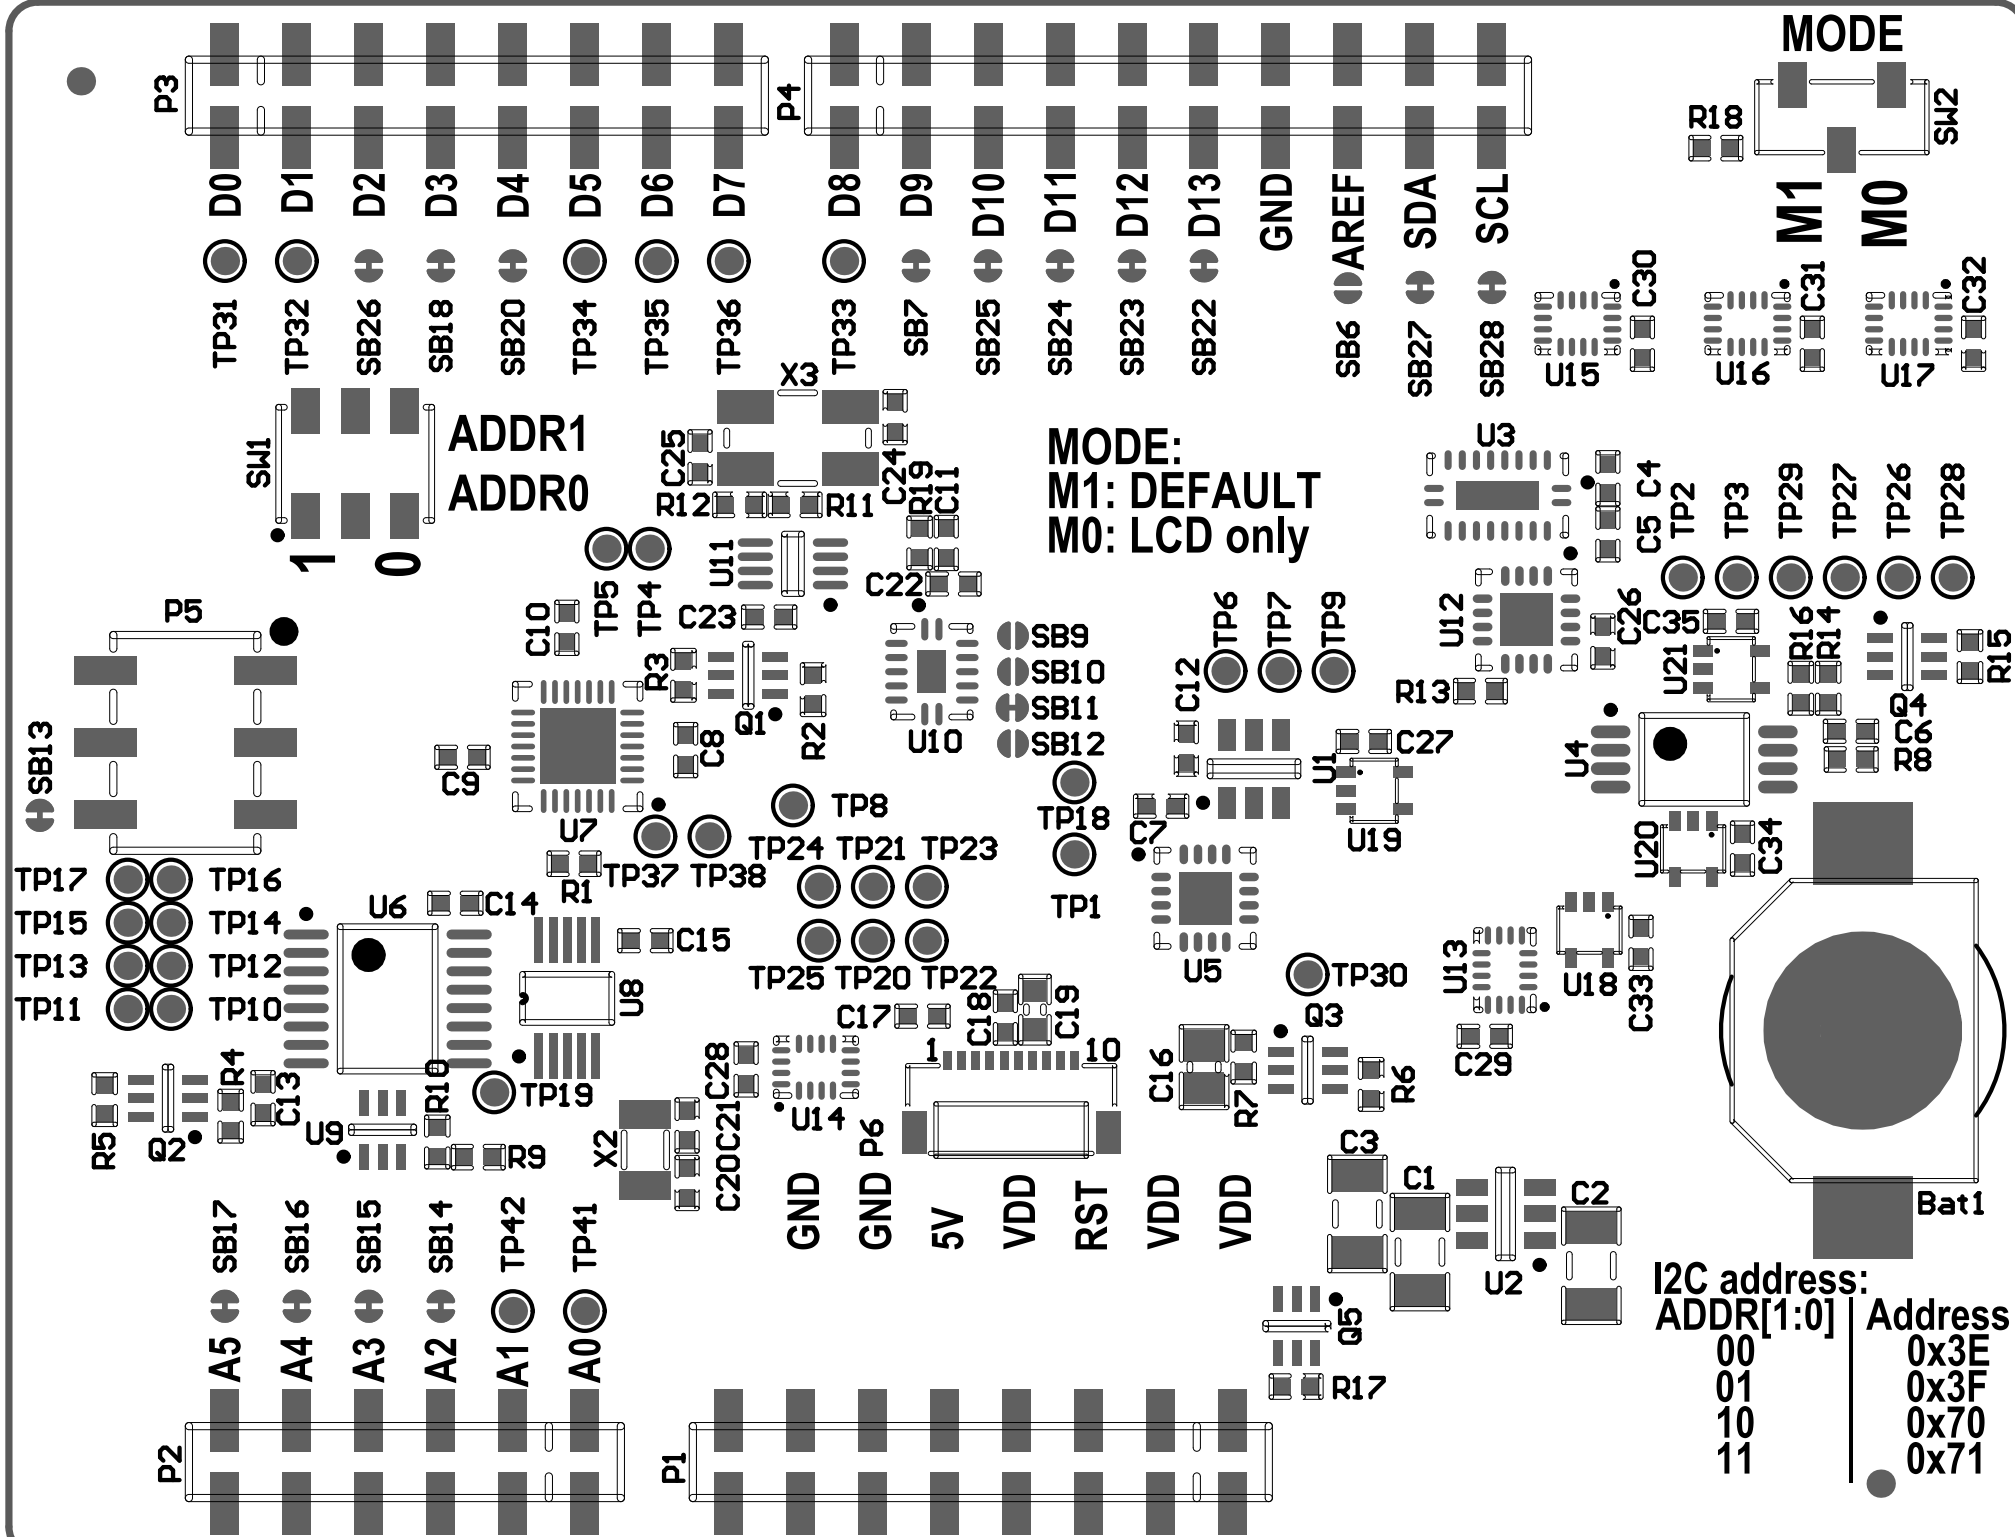 MODE
P3
P4
R18
SW2
M1 M0
D0 D1 D2 D3 D4 D5 D6 D7 D8 D9 D10 D11 D12 D13 GND AREF SDA SCL
TP31 TP32 SB26 SB18 SB20 TP34 TP35 TP36 TP33 SB7 SB25 SB24 SB23 SB22 SB6 SB27 SB28
C30 C31 C32
U15 U16 U17
X3
SW1
ADDR1
ADDR0
1 0
C25 C24
R12 R11 R19 C11
MODE:
M1: DEFAULT
M0: LCD only
U3
C4
C5
TP2 TP3 TP29 TP27 TP26 TP28
U11
C22
TP5 TP4
C10
C23
P5
SB9
SB10
SB11
SB12
TP6 TP7 TP9
U12
C26
C35
R16 R14
R15
R3
Q1
R2
U10
C12
R13
U21
Q4
C6
R8
SB13
C9
C8
U7
U1
C27
U4
TP8
TP18
C7
U19
U20
C34
TP24 TP21 TP23
TP37 TP38
R1
TP17 TP16
TP15 TP14
TP13 TP12
TP11 TP10
U6
C14
C15
U8
TP1
TP25 TP20 TP22
U5
TP30
U13
U18
C33
C17
C18
C19
Q3
C29
1 10
C28
U14
P6
C16
R7
R6
R4
C13
R10
TP19
R5
Q2
U9
R9
X2
C21
C20
C3
C1
C2
Bat1
SB17 SB16 SB15 SB14 TP42 TP41
GND GND 5V VDD RST VDD VDD
U2
Q5
R17
A5 A4 A3 A2 A1 A0
I2C address:
ADDR[1:0] Address
00 0x3E
01 0x3F
10 0x70
11 0x71
P2
P1